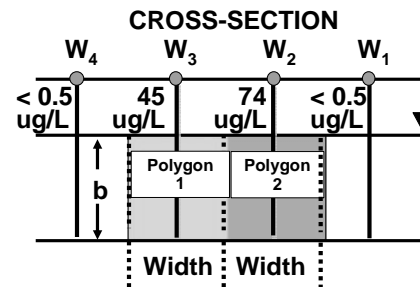 CROSS-SECTION
W4 W3 W2 W1
< 0.5 45 74 < 0.5
ug/L ug/L ug/L ug/L
Polygon Polygon
1 2
b
Width Width